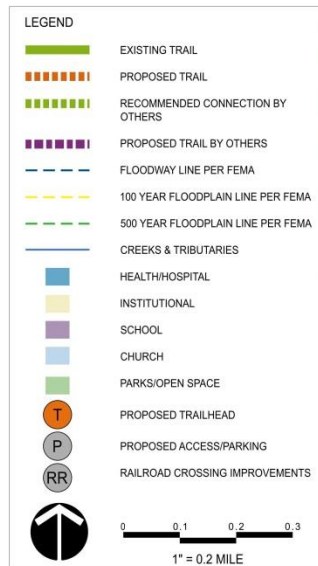 LEGEND
EXISTING TRAIL
PROPOSED TRAIL
RECOMMENDED CONNECTION BY
OTHERS
PROPOSED TRAIL BY OTHERS
FLOODWAY LINE PER FEMA
100 YEAR FLOODPLAIN LINE PER FEMA
500 YEAR FLOODPLAIN LINE PER FEMA
CREEKS & TRIBUTARIES
HEALTH/HOSPITAL
INSTITUTIONAL
SCHOOL
CHURCH
PARKS/OPEN SPACE
T PROPOSED TRAILHEAD
P PROPOSED ACCESS/PARKING
RR RAILROAD CROSSING IMPROVEMENTS
0 0.1 0.2 0.3
1" = 0.2 MILE